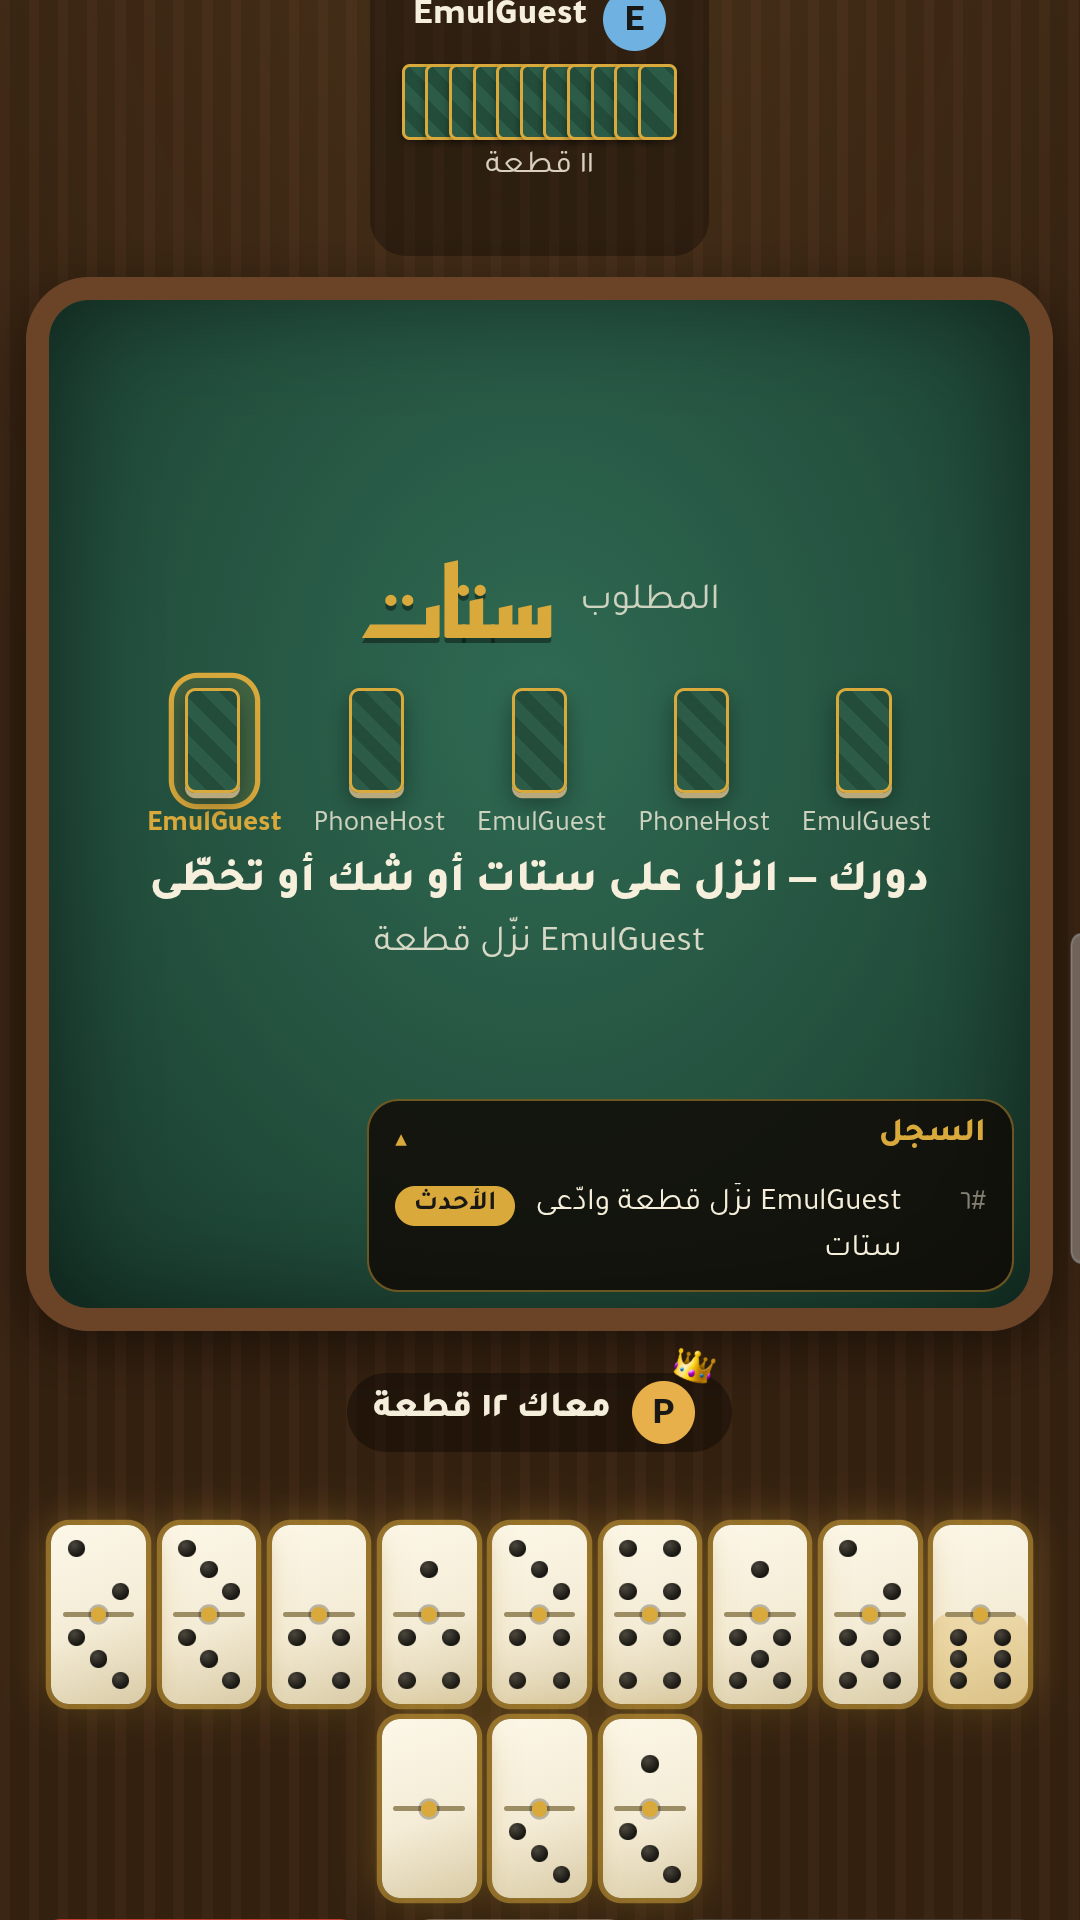 EmulGuest
E
١١ قطعة
المطلوب ستات
EmulGuest PhoneHost EmulGuest PhoneHost EmulGuest
دورك – انزل على ستات أو شك أو تخطّى
EmulGuest نزّل قطعة
السجل ▲
#٦ EmulGuest نزّل قطعة وادّعى ستات الأحدث
P معاك ١٢ قطعة